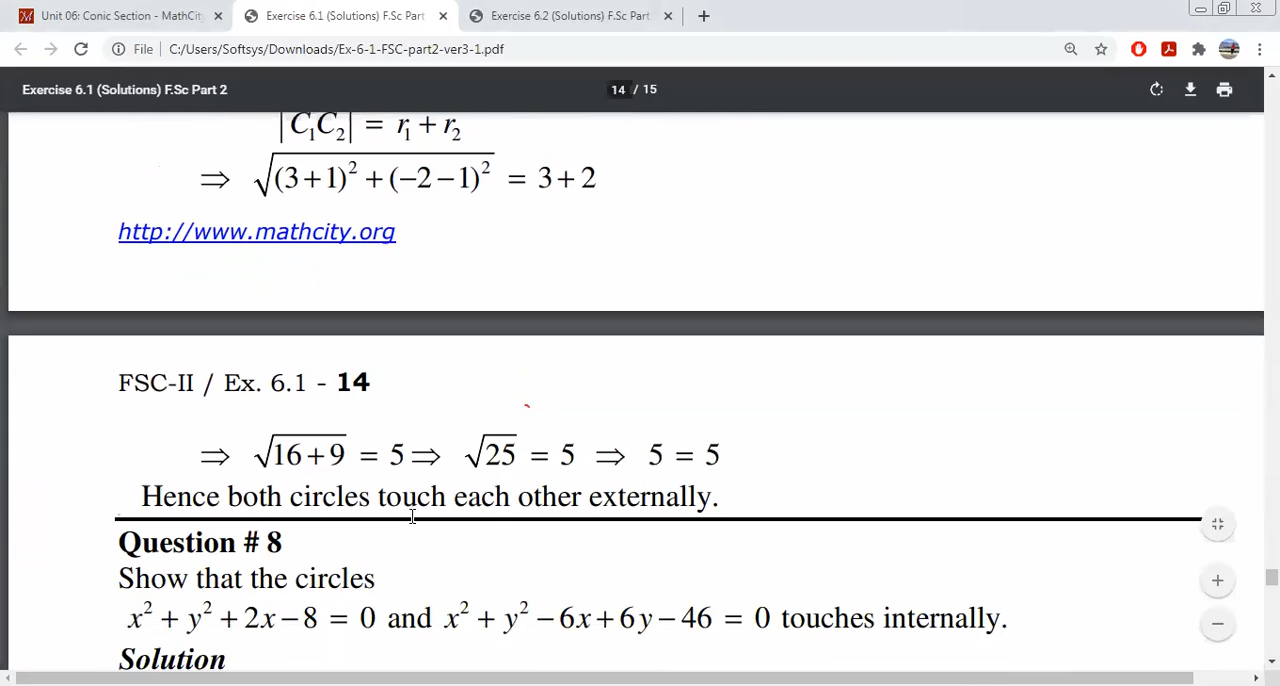 Unit 06: Conic Section - MathCit
Exercise 6.1 (Solutions) F.Sc Part
Exercise 6.2 (Solutions) F.Sc Part
File | C:/Users/Softsys/Downloads/Ex-6-1-FSC-part2-ver3-1.pdf
Exercise 6.1 (Solutions) F.Sc Part 2
14 / 15
|C₁C₂| = r₁ + r₂
⇒ √((3+1)² + (−2−1)²) = 3+2
http://www.mathcity.org
FSC-II / Ex. 6.1 - 14
⇒ √(16+9) = 5 ⇒ √25 = 5 ⇒ 5 = 5
Hence both circles touch each other externally.
Question # 8
Show that the circles
x² + y² + 2x − 8 = 0 and x² + y² − 6x + 6y − 46 = 0 touches internally.
Solution